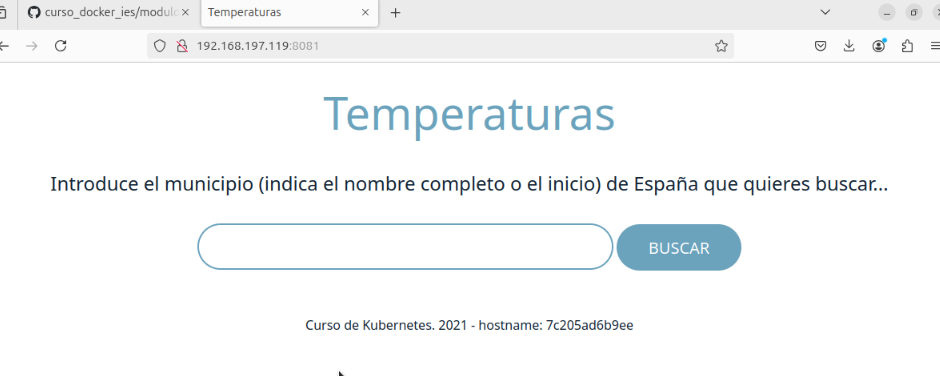 curso_docker_ies/modulo
Temperaturas
192.168.197.119:8081
Temperaturas
Introduce el municipio (indica el nombre completo o el inicio) de España que quieres buscar...
BUSCAR
Curso de Kubernetes. 2021 - hostname: 7c205ad6b9ee